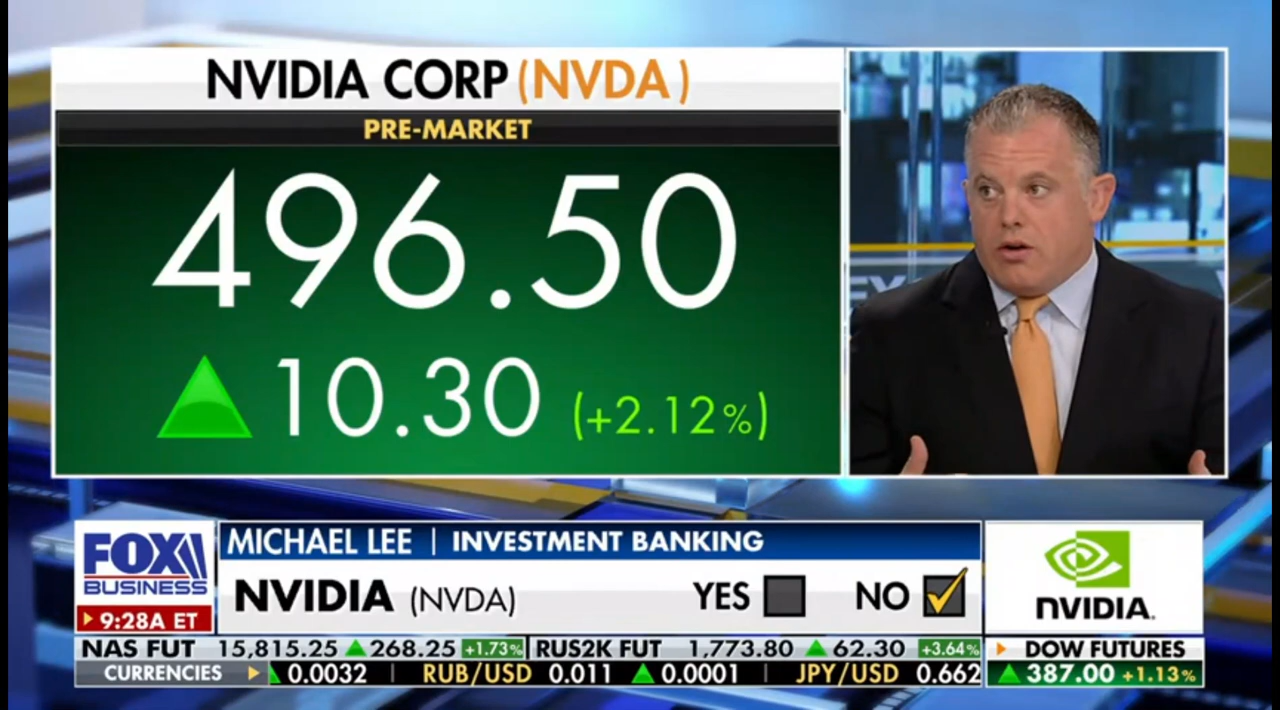 NVIDIA CORP (NVDA)
PRE-MARKET
496.50
▲ 10.30 (+2.12%)
FOX BUSINESS
9:28A ET
MICHAEL LEE | INVESTMENT BANKING
NVIDIA (NVDA) YES NO
NVIDIA.
NAS FUT 15,815.25 ▲ 268.25 +1.73% RUS2K FUT 1,773.80 ▲ 62.30 +3.64%
DOW FUTURES
CURRENCIES ▲ 0.0032 | RUB/USD 0.011 ▲ 0.0001 | JPY/USD 0.662
▲ 387.00 +1.13%